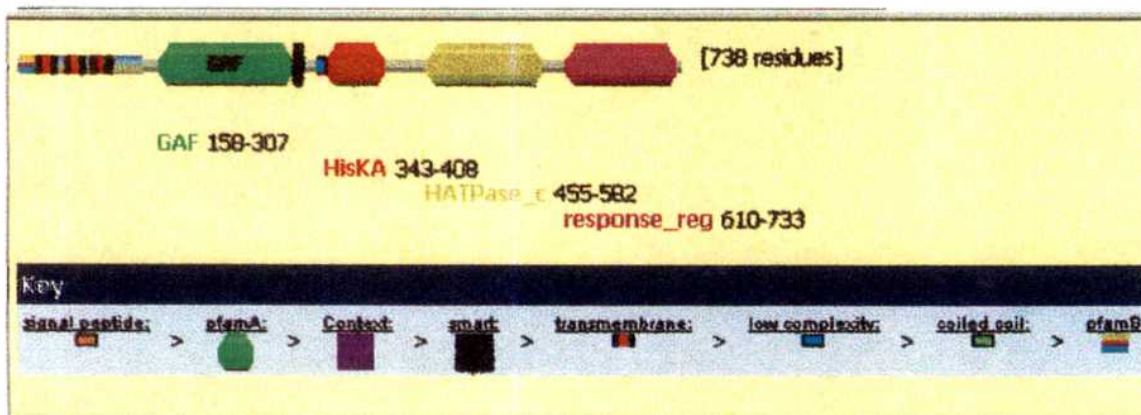 GAF [738 residues]
GAF 158-307
HisKA 343-408
HATPase_c 455-582
response_reg 610-733
Key
signal peptide: > pfamA: > Context: > smart: > transmembrane: > low complexity: > coiled coil: > pfamB